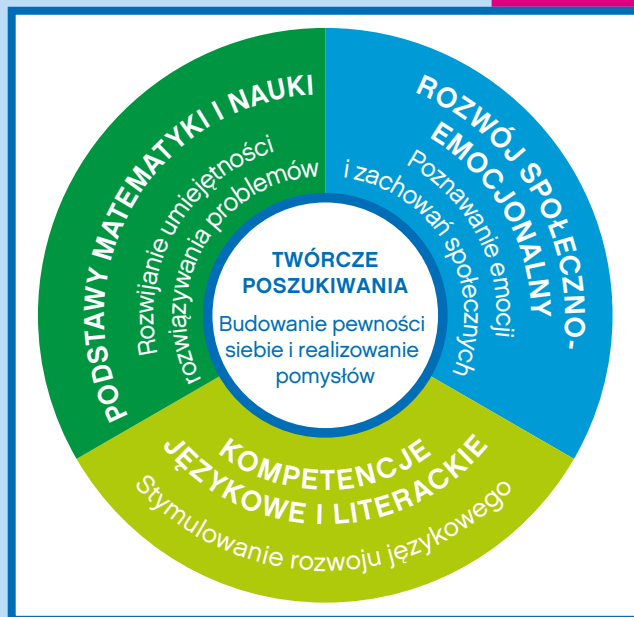 PODSTAWY MATEMATYKI I NAUKI
Rozwijanie umiejętności
rozwiązywania problemów
ROZWÓJ SPOŁECZNO-
EMOCJONALNY
Poznawanie emocji
i zachowań społecznych
TWÓRCZE
POSZUKIWANIA
Budowanie pewności
siebie i realizowanie
pomysłów
KOMPETENCJE
JĘZYKOWE I LITERACKIE
Stymulowanie rozwoju językowego